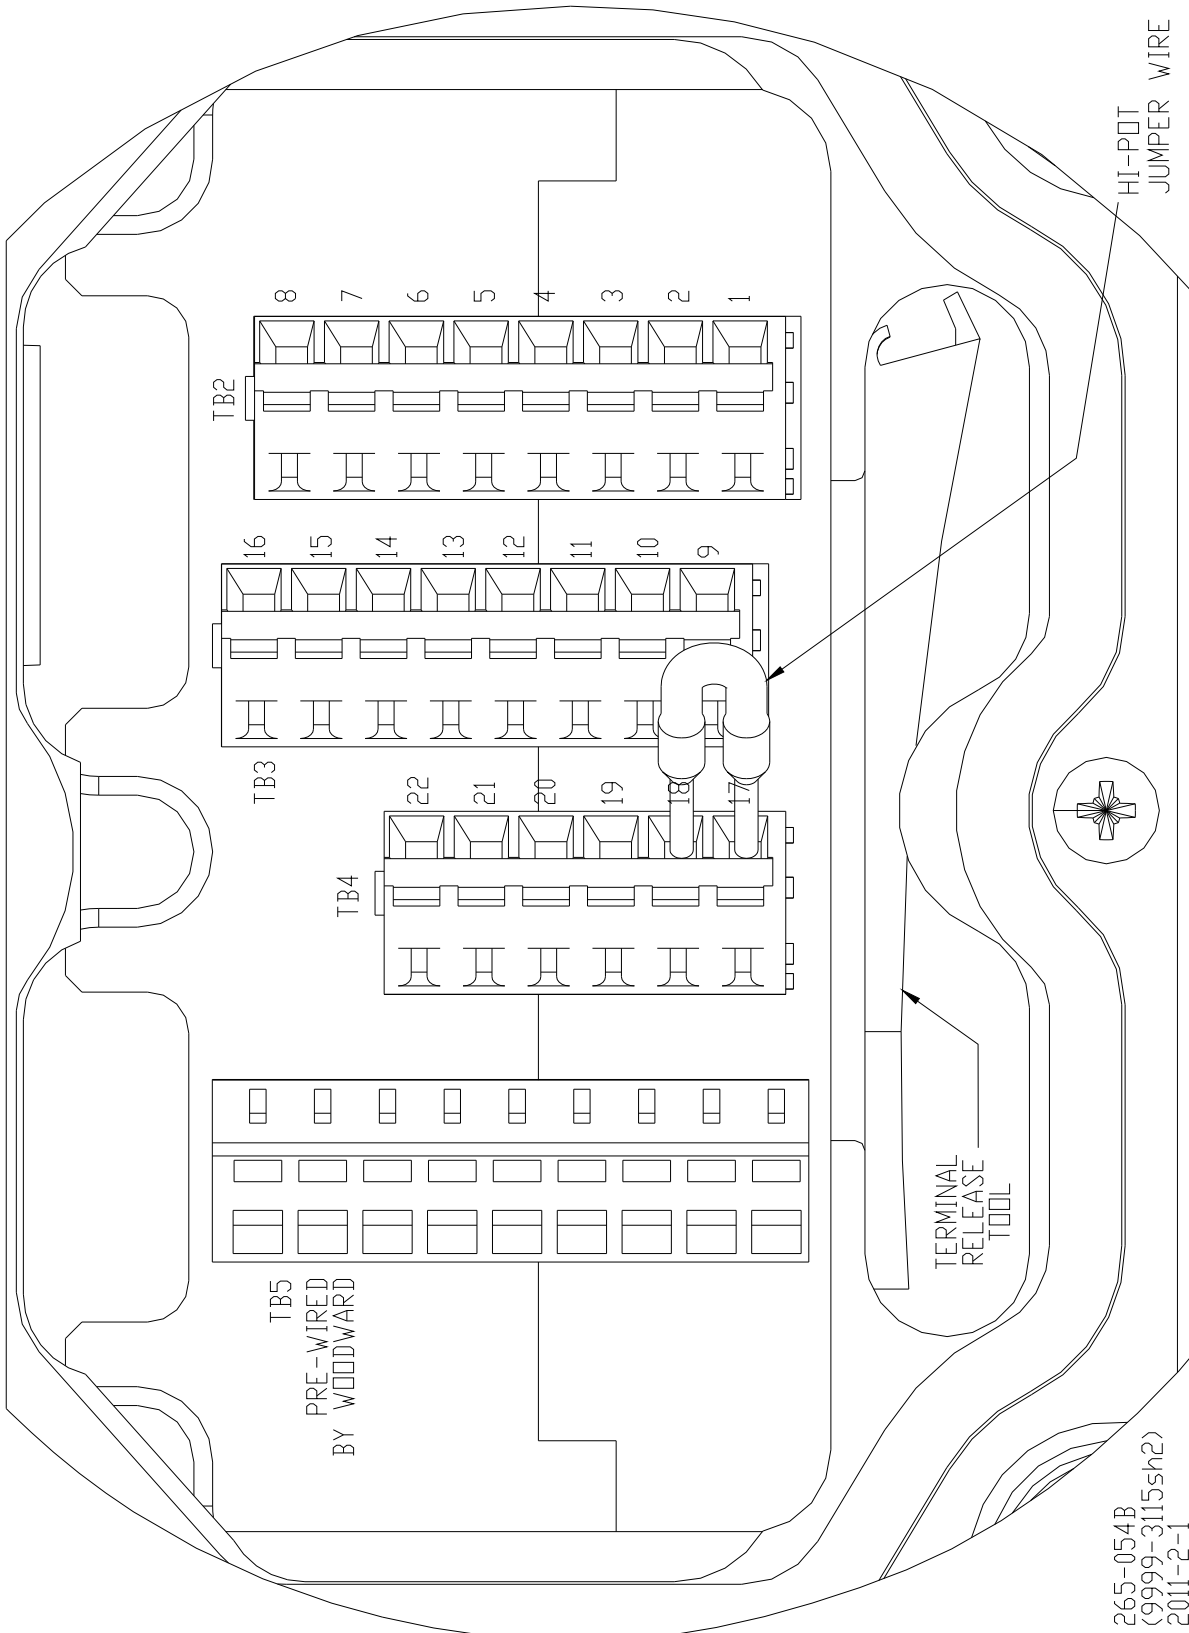 TB2
8
7
6
5
4
3
2
1
TB3
16
15
14
13
12
11
10
9
TB4
22
21
20
19
18
17
TB5
PRE-WIRED
BY WOODWARD
TERMINAL
RELEASE
TOOL
HI-POT
JUMPER WIRE
265-054B
(9999-3115sh2)
2011-2-1